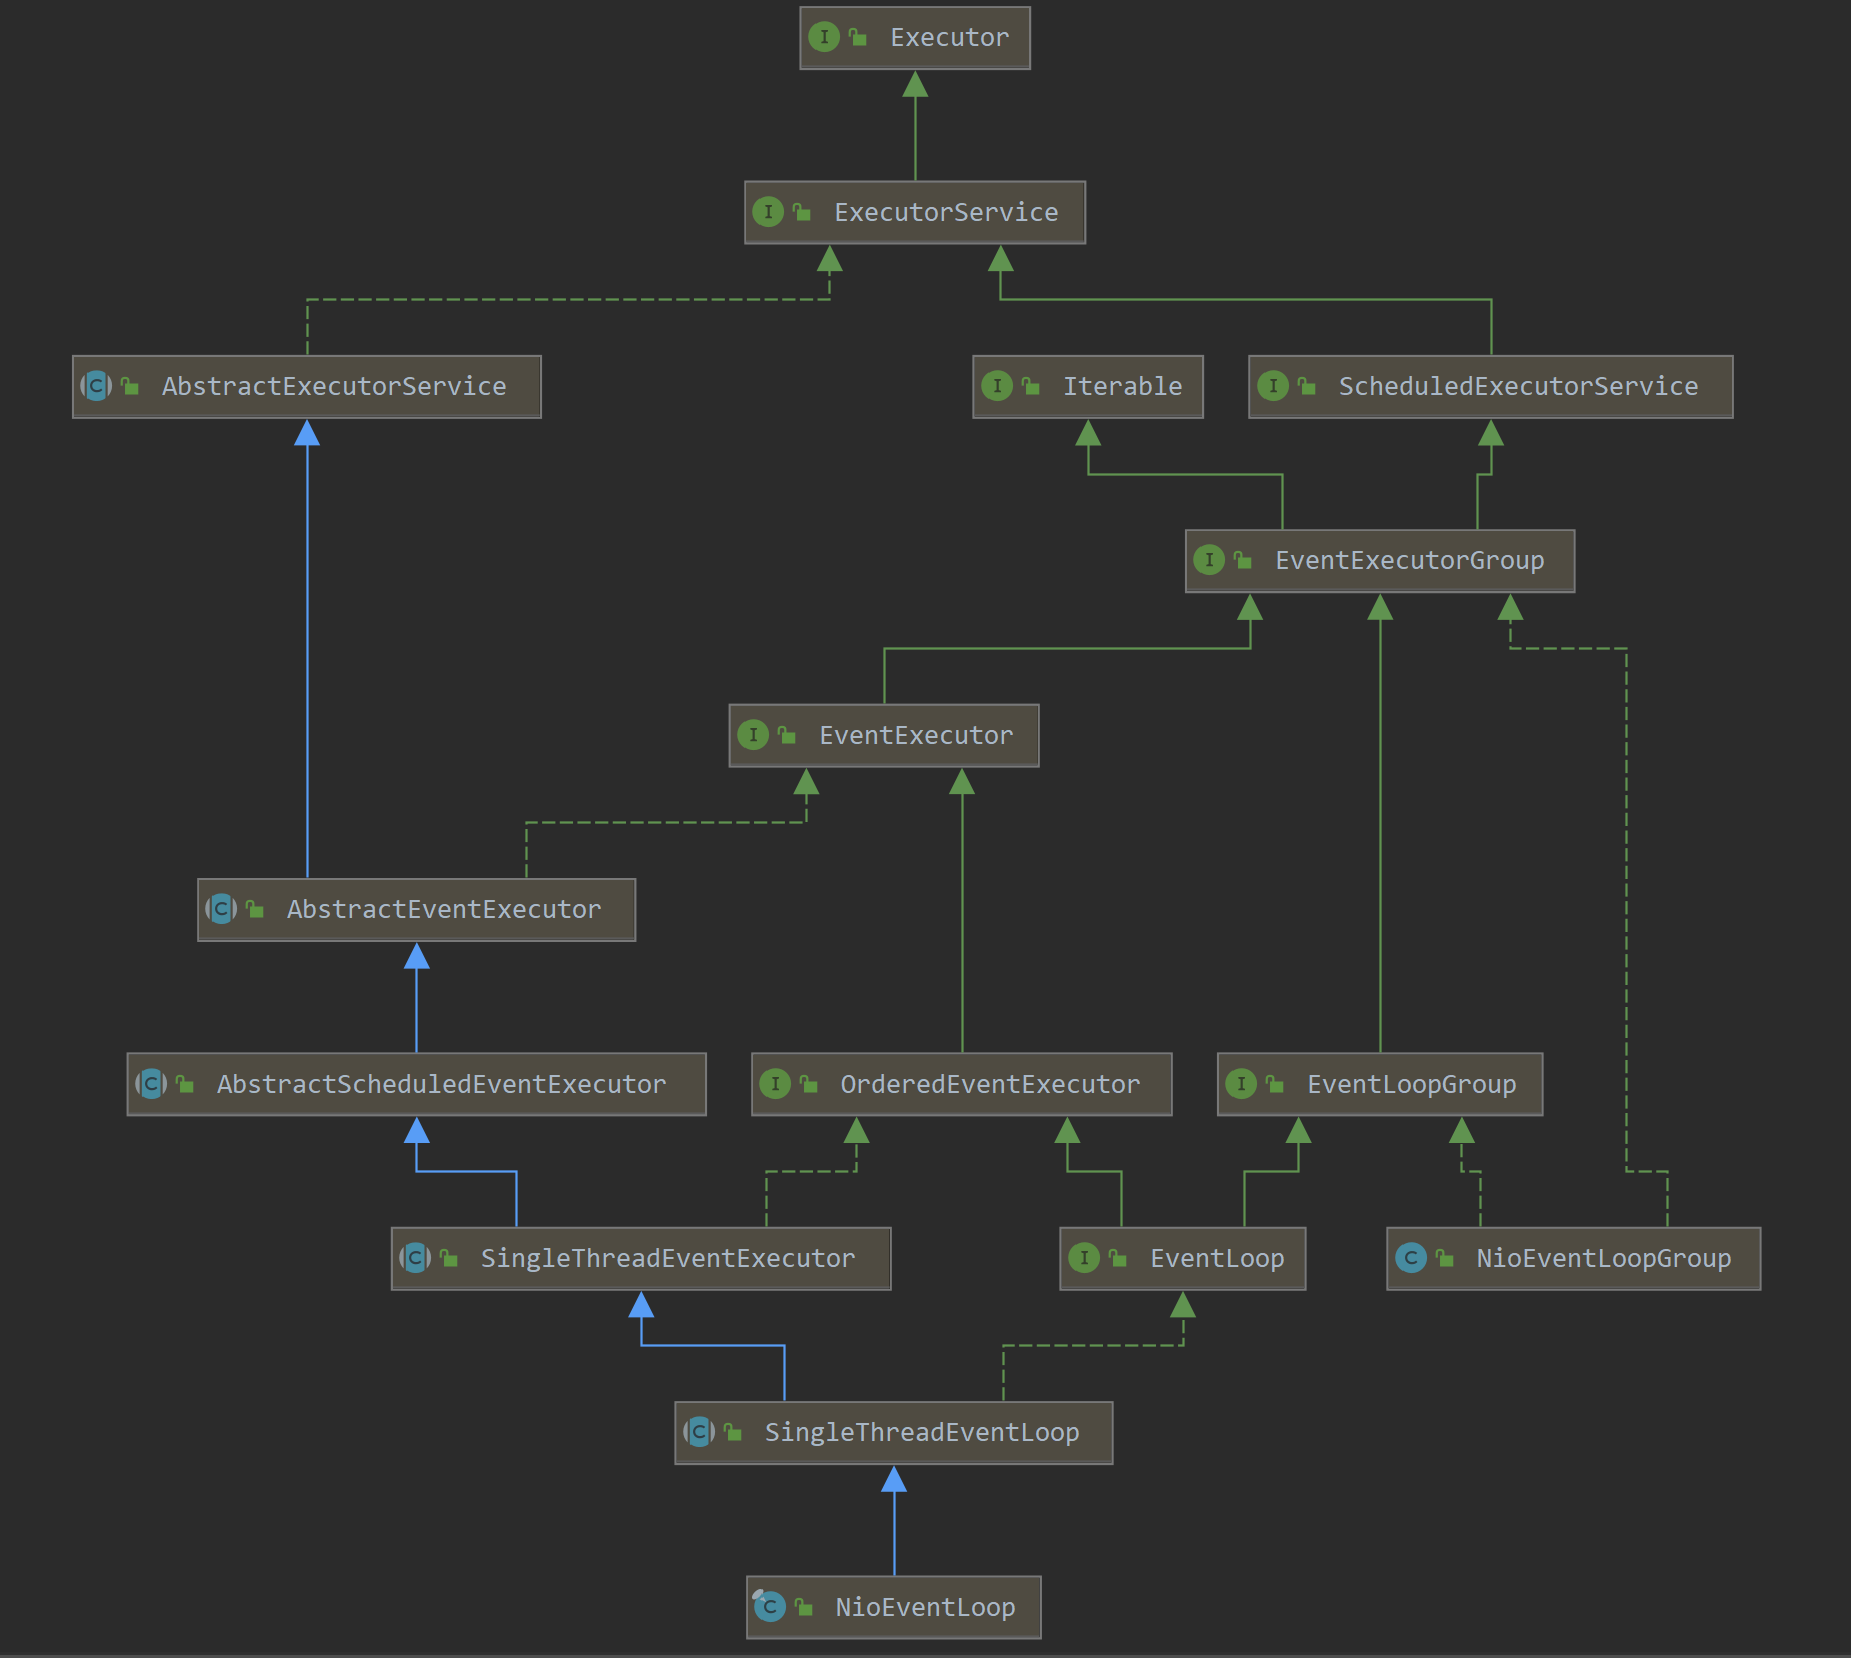 Executor
ExecutorService
AbstractExecutorService
Iterable
ScheduledExecutorService
EventExecutorGroup
EventExecutor
AbstractEventExecutor
AbstractScheduledEventExecutor
OrderedEventExecutor
EventLoopGroup
SingleThreadEventExecutor
EventLoop
NioEventLoopGroup
SingleThreadEventLoop
NioEventLoop